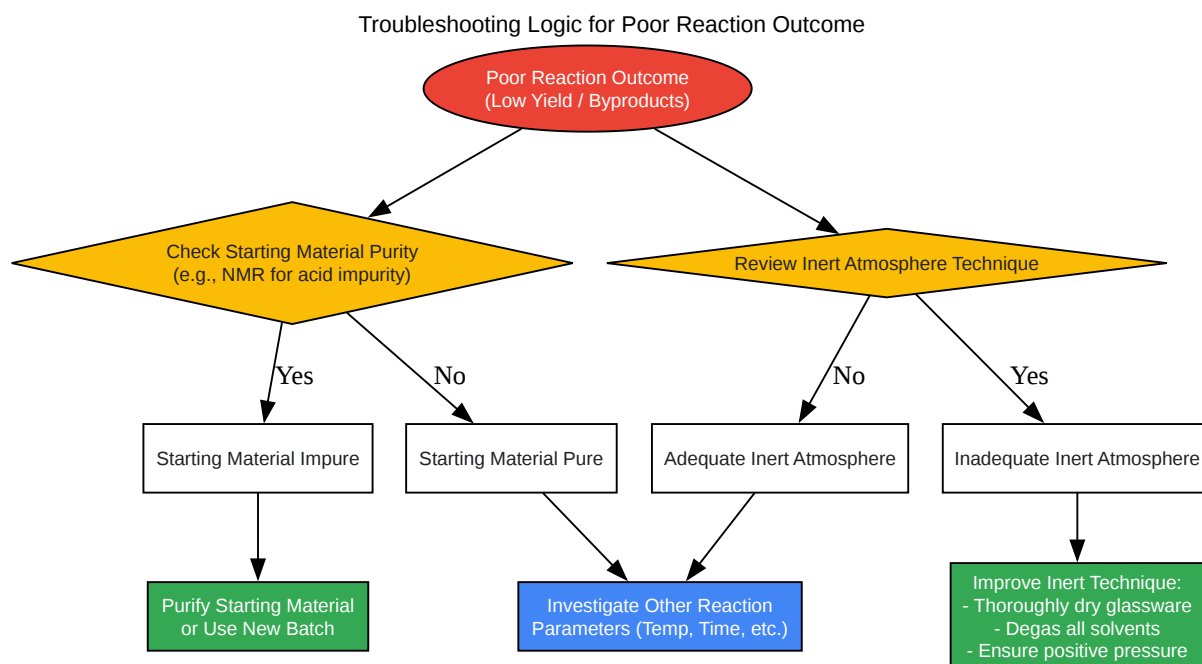 Troubleshooting Logic for Poor Reaction Outcome
Poor Reaction Outcome
(Low Yield / Byproducts)
Check Starting Material Purity
(e.g., NMR for acid impurity)
Review Inert Atmosphere Technique
Yes
No
No
Yes
Starting Material Impure
Starting Material Pure
Adequate Inert Atmosphere
Inadequate Inert Atmosphere
Purify Starting Material
or Use New Batch
Investigate Other Reaction
Parameters (Temp, Time, etc.)
Improve Inert Technique:
- Thoroughly dry glassware
- Degas all solvents
- Ensure positive pressure